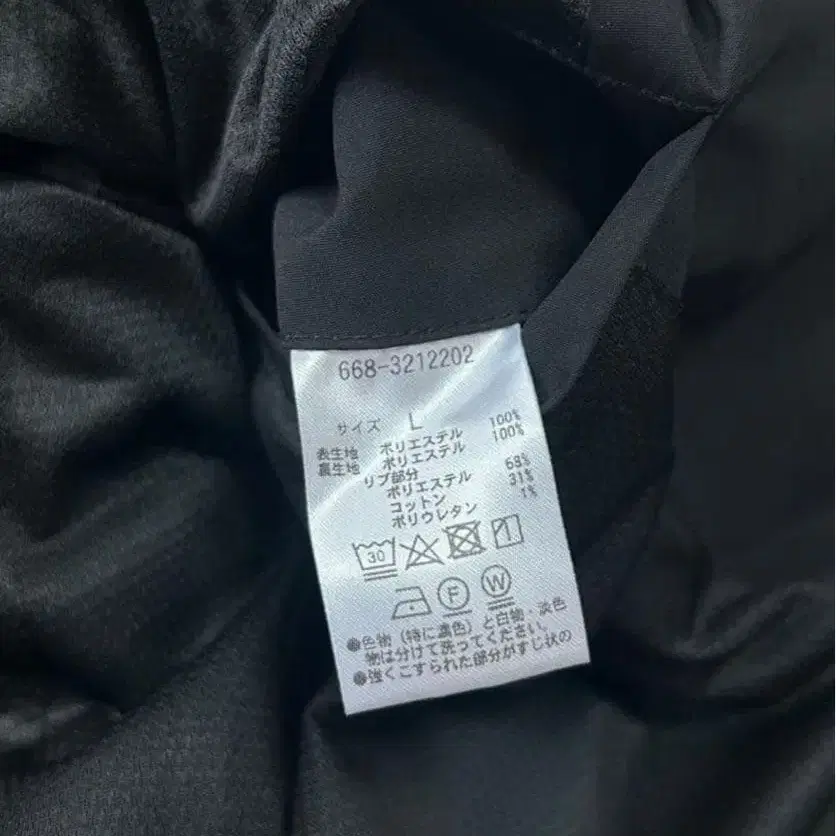 668-3212202
サイズ L
表生地 ポリエステル 100%
裏生地 ポリエステル 100%
リブ部分
ポリエステル 68%
コットン 31%
ポリウレタン 1%
30
F W
●色物（特に濃色）と白物・淡色
物は分けて洗ってください。
●強くこすられた部分がすじ状の